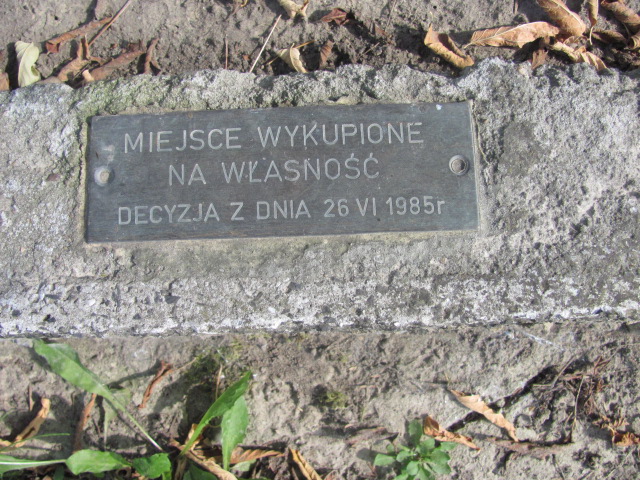 MIEJSCE WYKUPIONE
NA WŁASNOŚĆ
DECYZJA Z DNIA 26 VI 1985r